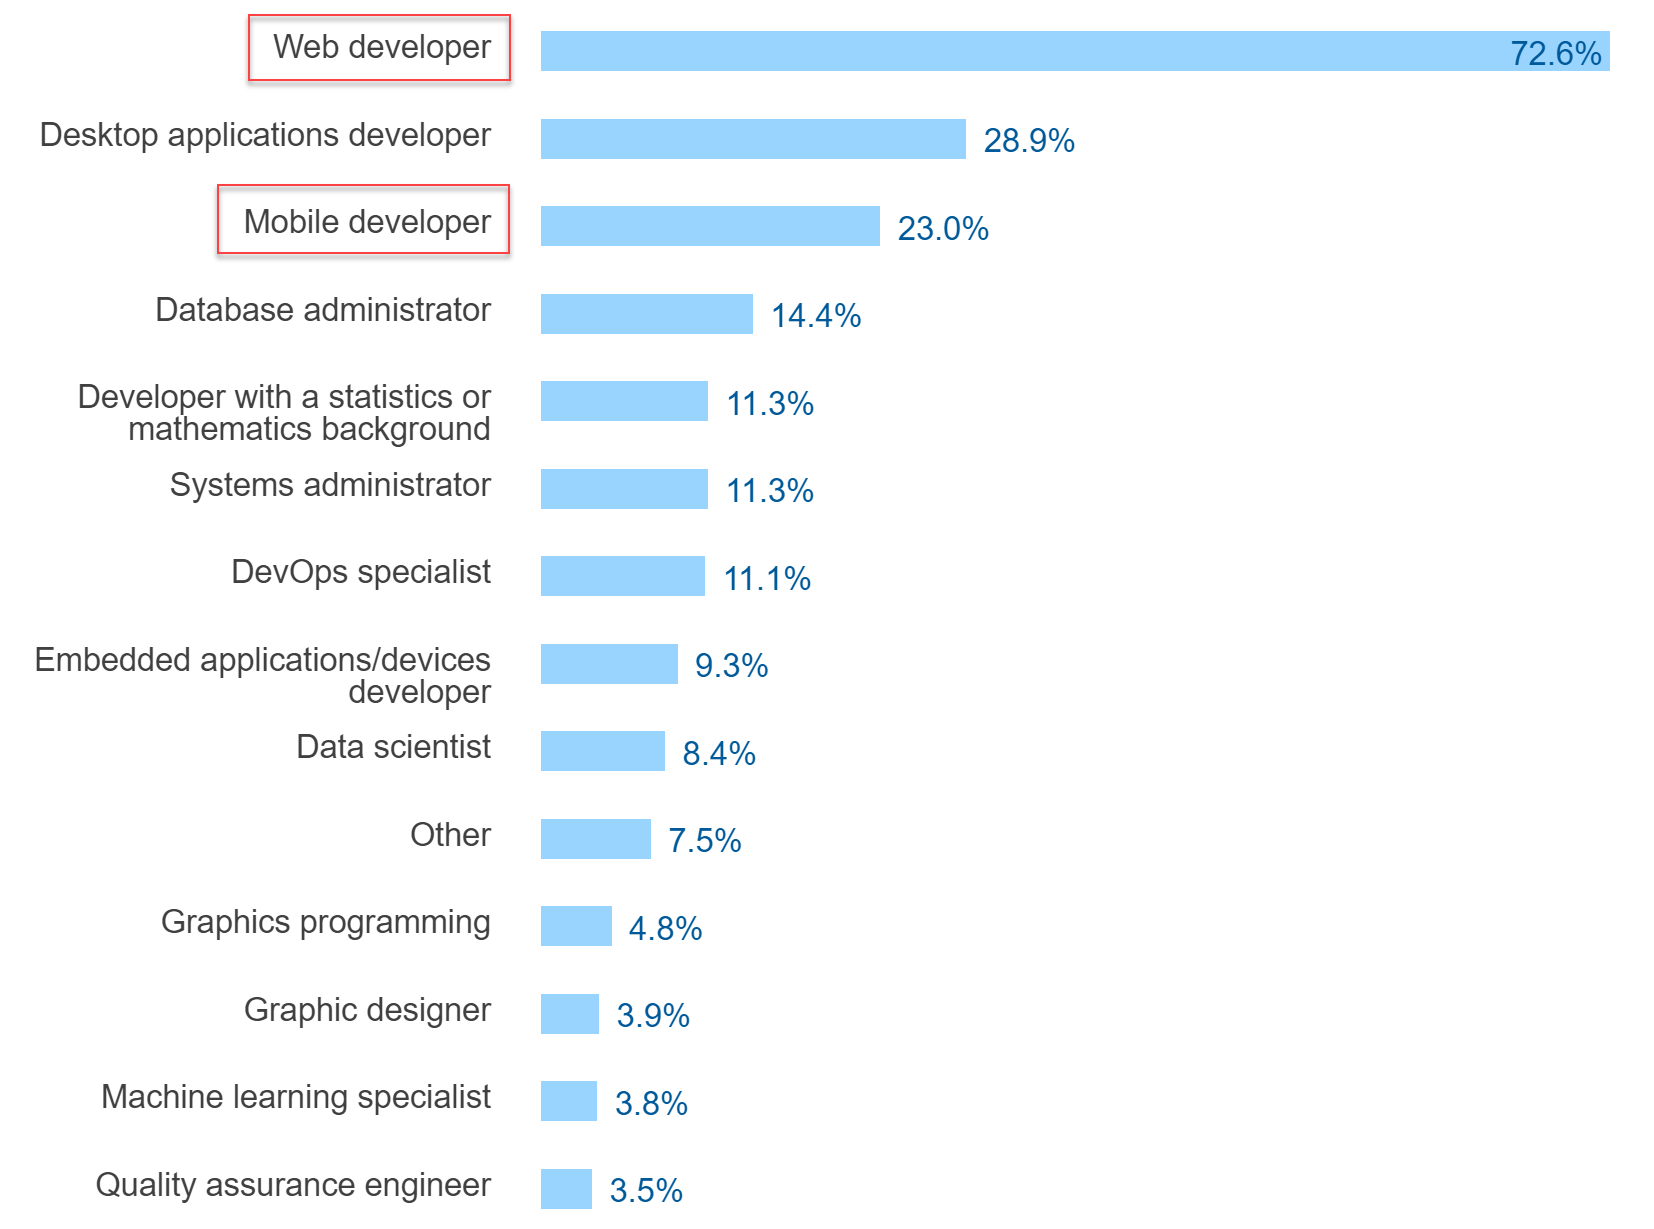 Web developer 72.6%
Desktop applications developer 28.9%
Mobile developer 23.0%
Database administrator 14.4%
Developer with a statistics or
mathematics background 11.3%
Systems administrator 11.3%
DevOps specialist 11.1%
Embedded applications/devices
developer 9.3%
Data scientist 8.4%
Other 7.5%
Graphics programming 4.8%
Graphic designer 3.9%
Machine learning specialist 3.8%
Quality assurance engineer 3.5%